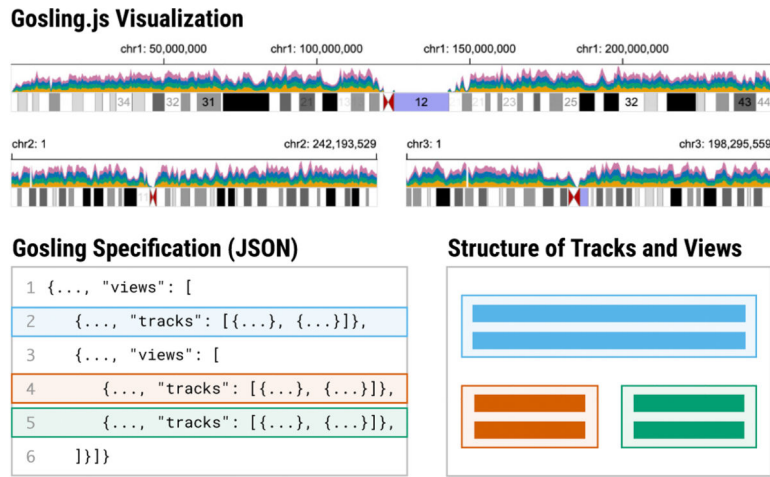 Gosling.js Visualization
chr1: 50,000,000 chr1: 100,000,000 chr1: 150,000,000 chr1: 200,000,000
34 32 31 21 12 21 23 25 32 43 44
chr2: 1 chr2: 242,193,529 chr3: 1 chr3: 198,295,559
Gosling Specification (JSON) Structure of Tracks and Views
1 {..., "views": [
2 {..., "tracks": [{...}, {...}]},
3 {..., "views": [
4 {..., "tracks": [{...}, {...}]},
5 {..., "tracks": [{...}, {...}]},
6 ]}]}